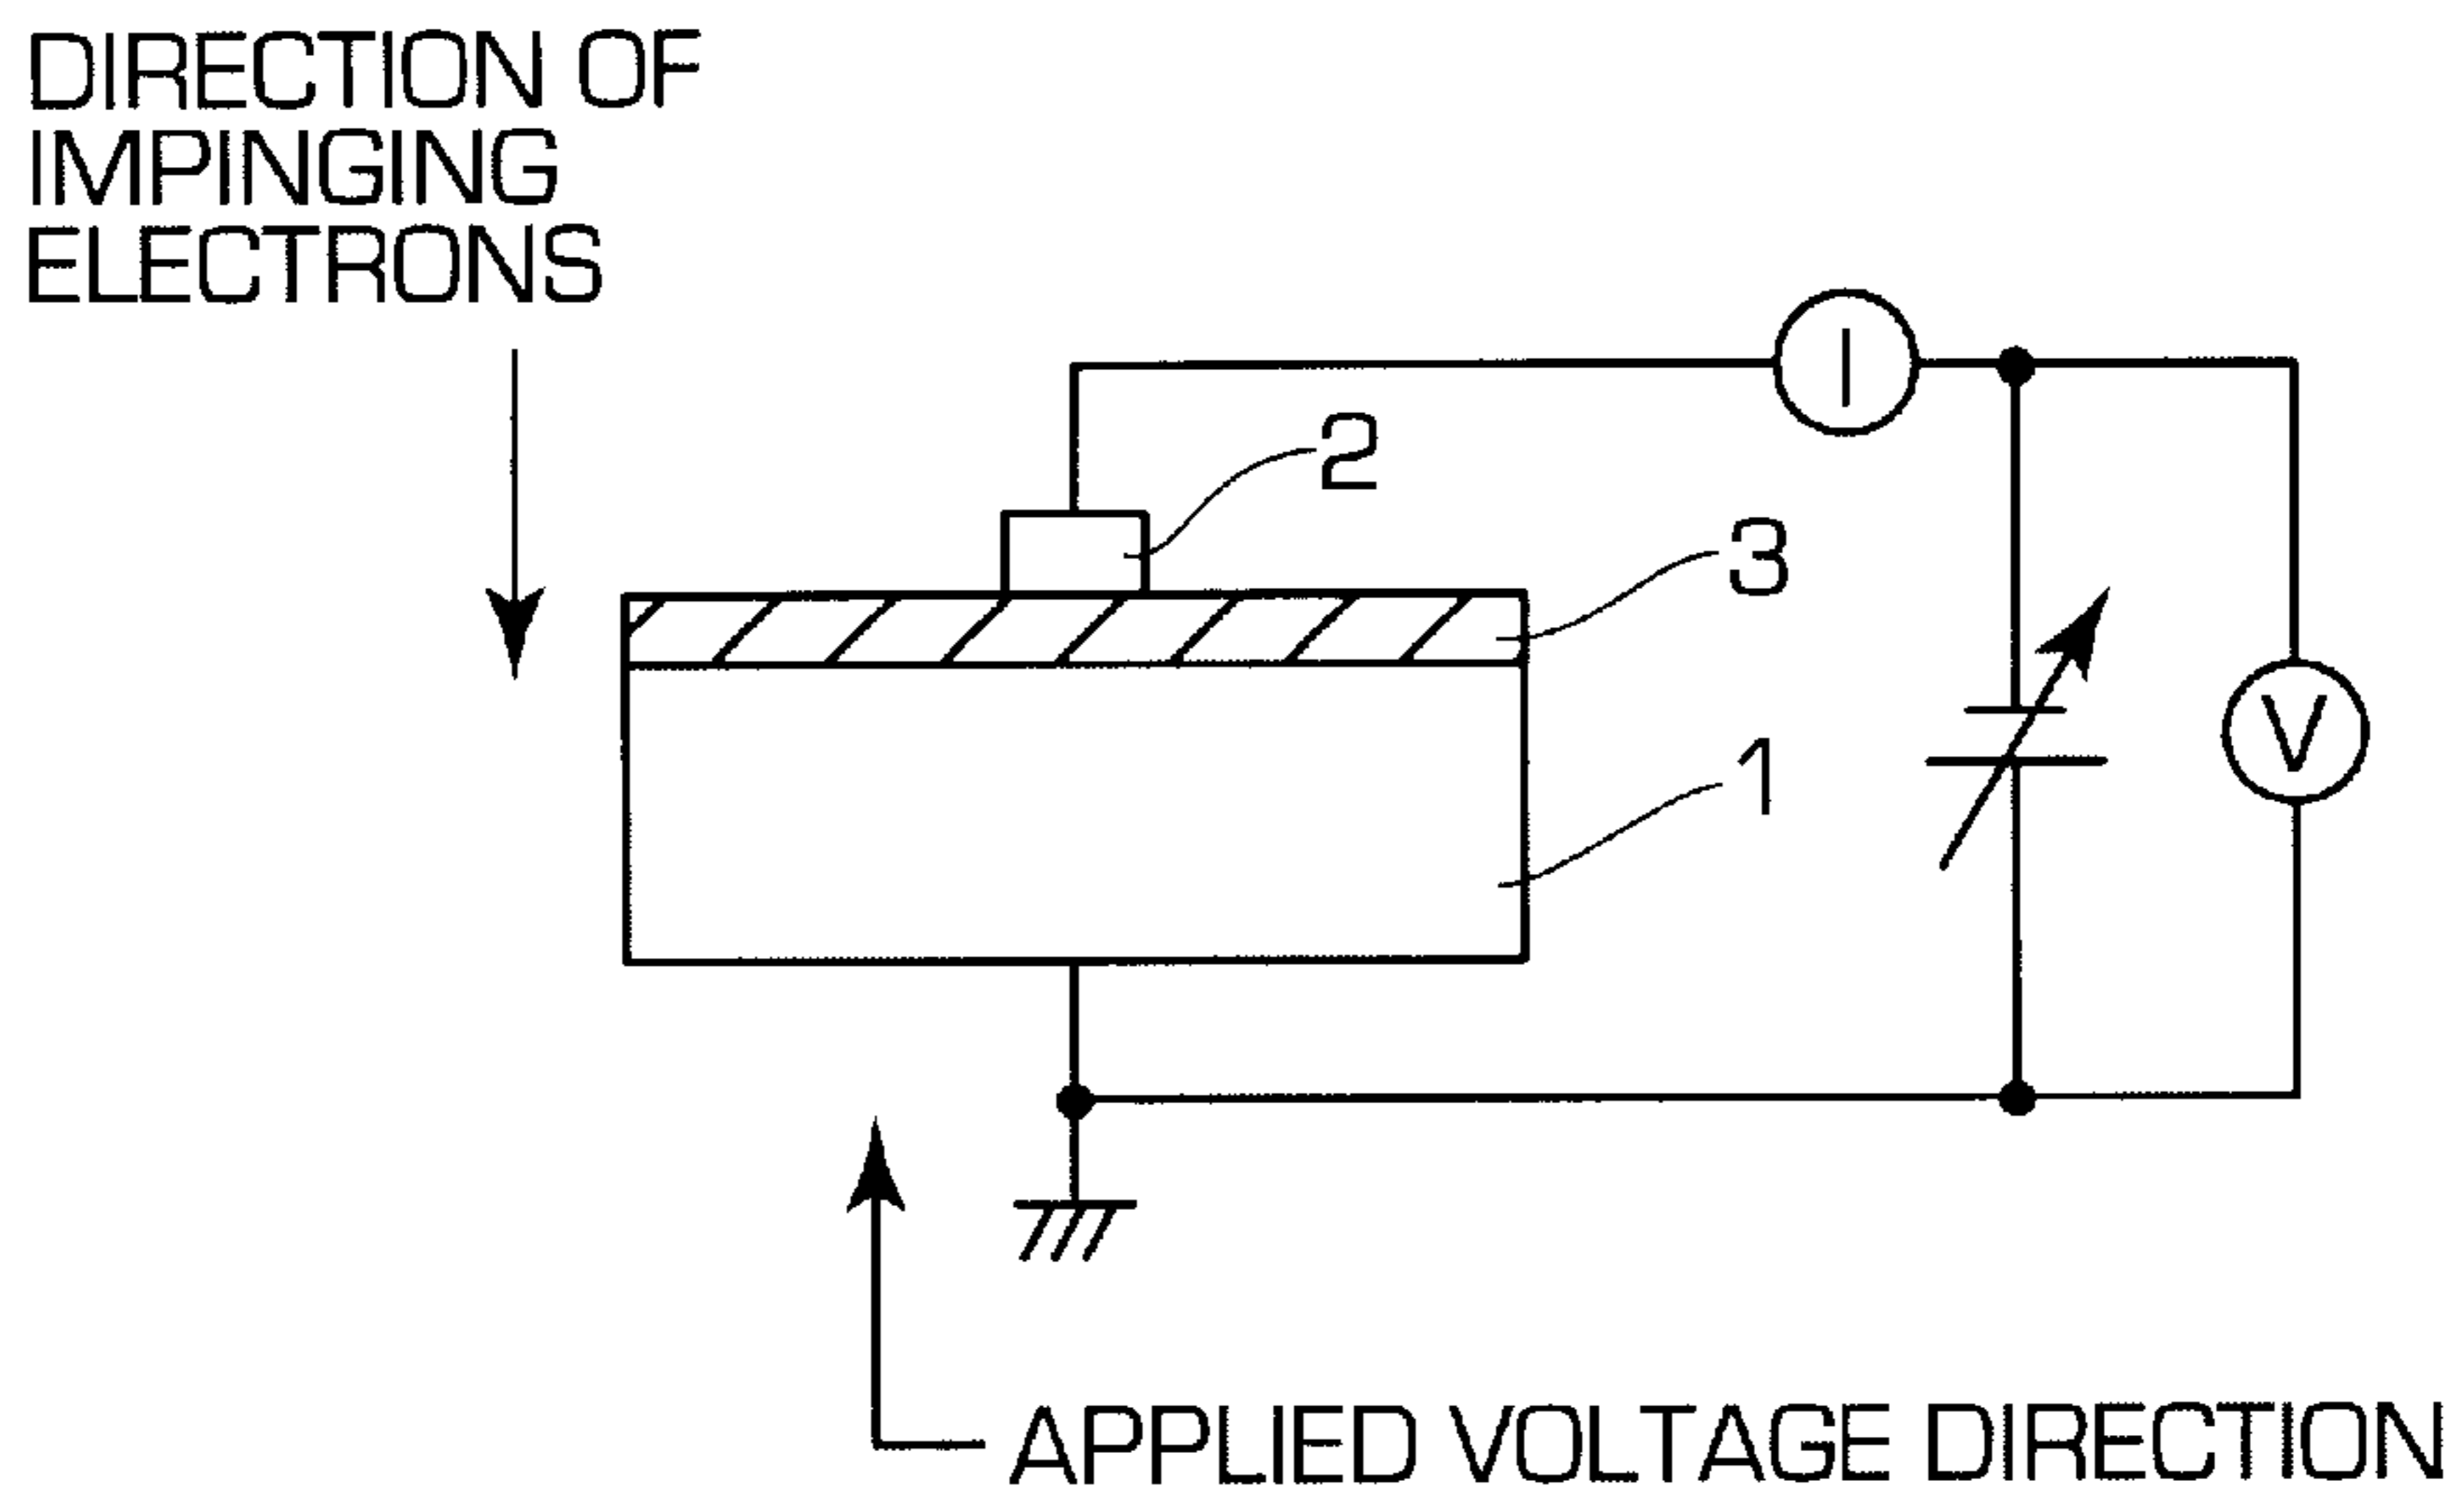 DIRECTION OF
IMPINGING
ELECTRONS
I
2
3
V
1
APPLIED VOLTAGE DIRECTION